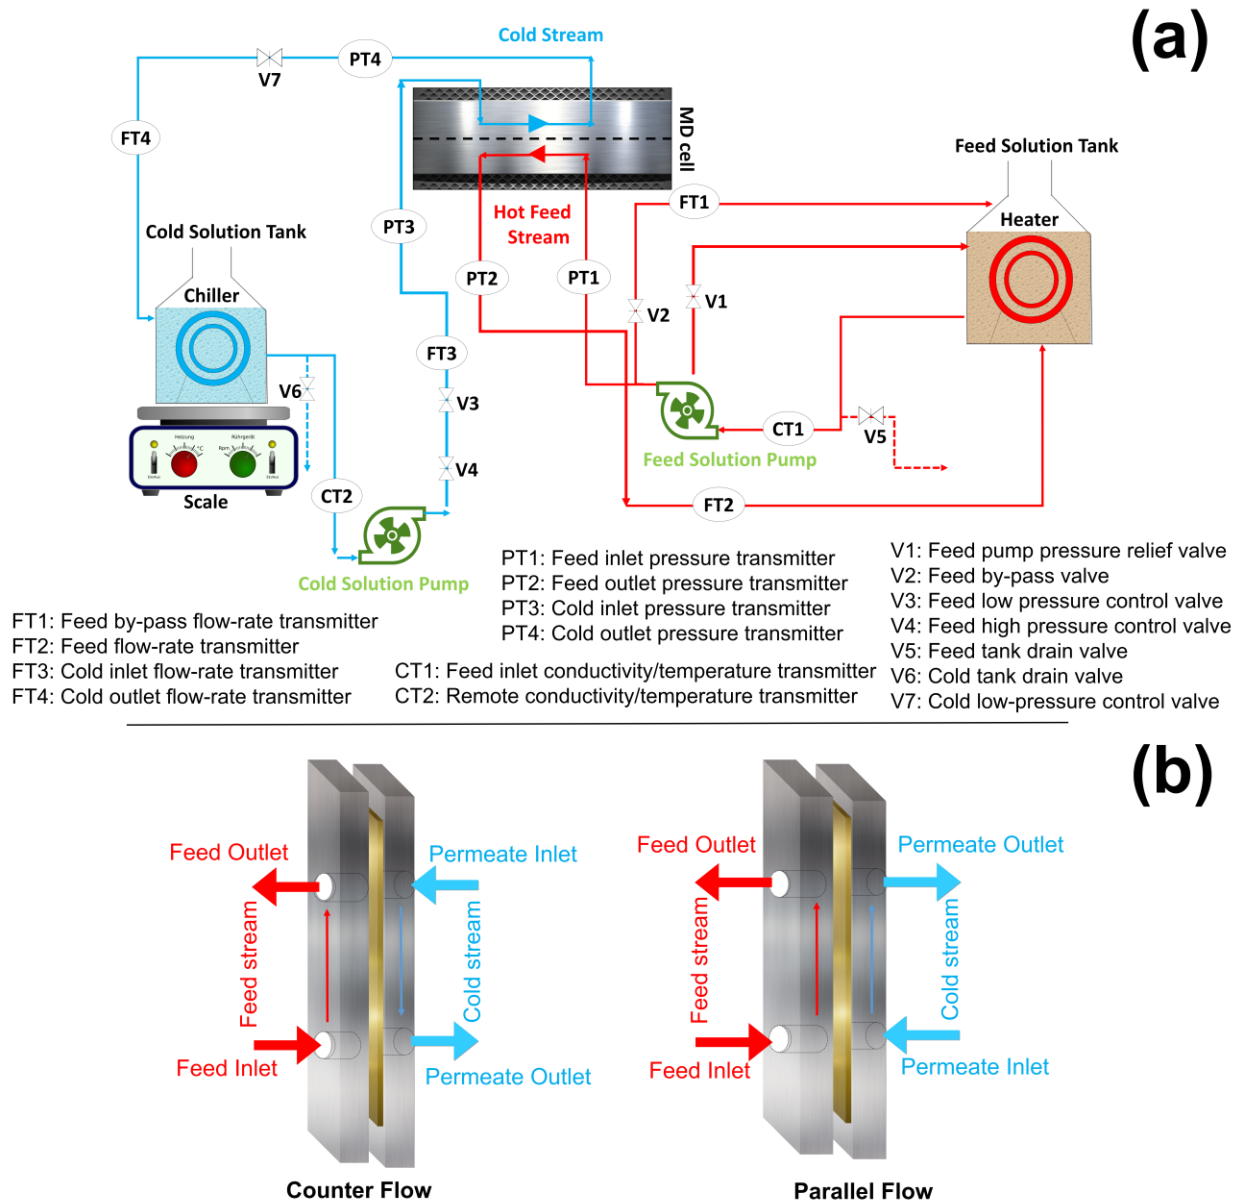 (a)
Cold Stream
PT4
V7
FT4
MD cell
Feed Solution Tank
FT1
Heater
Hot Feed
Stream
PT3
Cold Solution Tank
PT2
PT1
Chiller
V1
V2
FT3
V6
V3
CT1
V5
Heizung
Rührgerät
°C
Rpm
V4
Feed Solution Pump
Scale
CT2
FT2
Cold Solution Pump
PT1: Feed inlet pressure transmitter
PT2: Feed outlet pressure transmitter
PT3: Cold inlet pressure transmitter
PT4: Cold outlet pressure transmitter
V1: Feed pump pressure relief valve
V2: Feed by-pass valve
V3: Feed low pressure control valve
V4: Feed high pressure control valve
V5: Feed tank drain valve
V6: Cold tank drain valve
V7: Cold low-pressure control valve
FT1: Feed by-pass flow-rate transmitter
FT2: Feed flow-rate transmitter
FT3: Cold inlet flow-rate transmitter
FT4: Cold outlet flow-rate transmitter
CT1: Feed inlet conductivity/temperature transmitter
CT2: Remote conductivity/temperature transmitter
(b)
Feed Outlet
Permeate Inlet
Feed stream
Cold stream
Feed Inlet
Permeate Outlet
Counter Flow
Feed Outlet
Permeate Outlet
Feed stream
Cold stream
Feed Inlet
Permeate Inlet
Parallel Flow